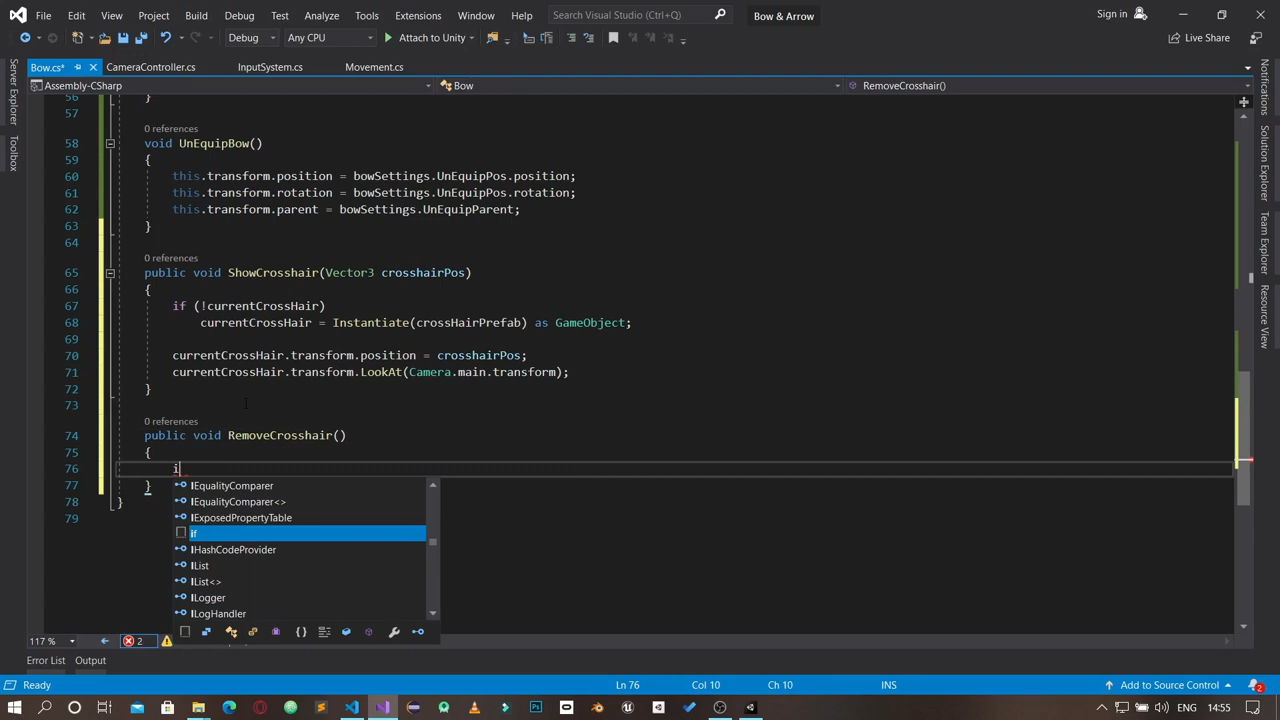 File Edit View Project Build Debug Test Analyze Tools Extensions Window Help Search Visual Studio (Ctrl+Q) Bow & Arrow Sign in
Debug Any CPU Attach to Unity Live Share
Bow.cs* CameraController.cs InputSystem.cs Movement.cs
Assembly-CSharp Bow RemoveCrosshair()
Server Explorer
Toolbox
Notifications
Solution Explorer
Team Explorer
Resource View
56 }
57
0 references
58 void UnEquipBow()
59 {
60 this.transform.position = bowSettings.UnEquipPos.position;
61 this.transform.rotation = bowSettings.UnEquipPos.rotation;
62 this.transform.parent = bowSettings.UnEquipParent;
63 }
64
0 references
65 public void ShowCrosshair(Vector3 crosshairPos)
66 {
67 if (!currentCrossHair)
68 currentCrossHair = Instantiate(crossHairPrefab) as GameObject;
69
70 currentCrossHair.transform.position = crosshairPos;
71 currentCrossHair.transform.LookAt(Camera.main.transform);
72 }
73
0 references
74 public void RemoveCrosshair()
75 {
76 i
77 }
78 }
79
IEqualityComparer
IEqualityComparer<>
IExposedPropertyTable
if
IHashCodeProvider
IList
IList<>
ILogger
ILogHandler
117 % 2
Error List Output
Ready Ln 76 Col 10 Ch 10 INS Add to Source Control 2
ENG 14:55